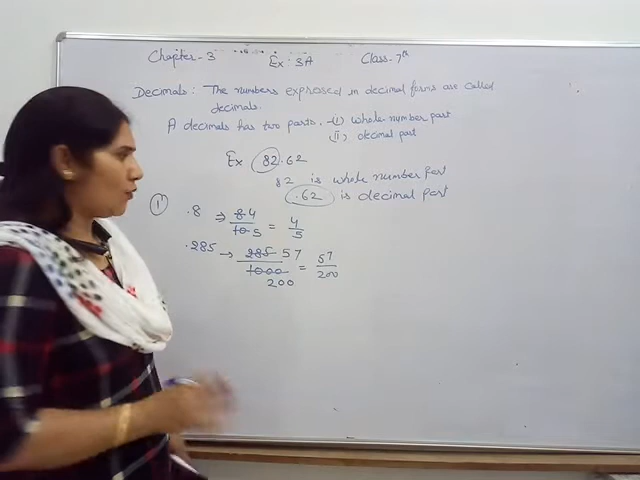 Chapter-3 Ex: 3A Class-7th
Decimals: The numbers expressed in decimal forms are called
decimals.
A decimals has two parts. -(I) whole number part
(II) decimal part
Ex 82.62
82 is whole number part
.62 is decimal part
(1) .8 → 8 4 / 10 5 = 4/5
.285 → 285 57 / 1000 200 = 57/200